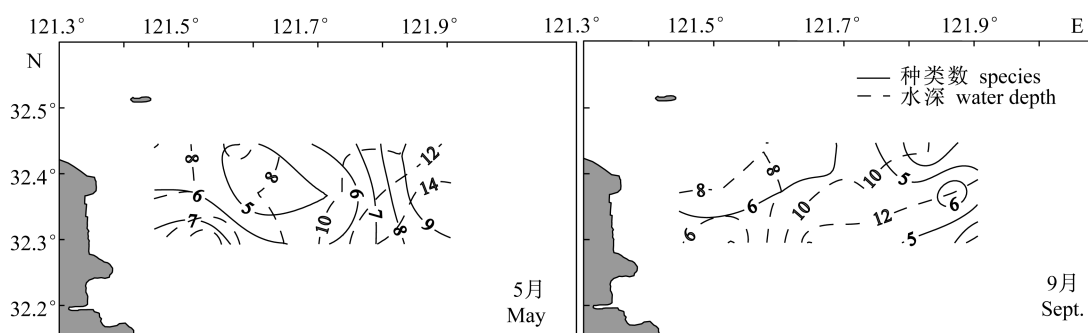 121.3° 121.5° 121.7° 121.9° 121.3° 121.5° 121.7° 121.9° E
N
种类数 species
水深 water depth
32.5°
8 12 8
32.4° 8 14 8 10 5
6 5 6 7 6 10 12 6
7 10 8 9
32.3° 6 5
5月 9月
32.2° May Sept.